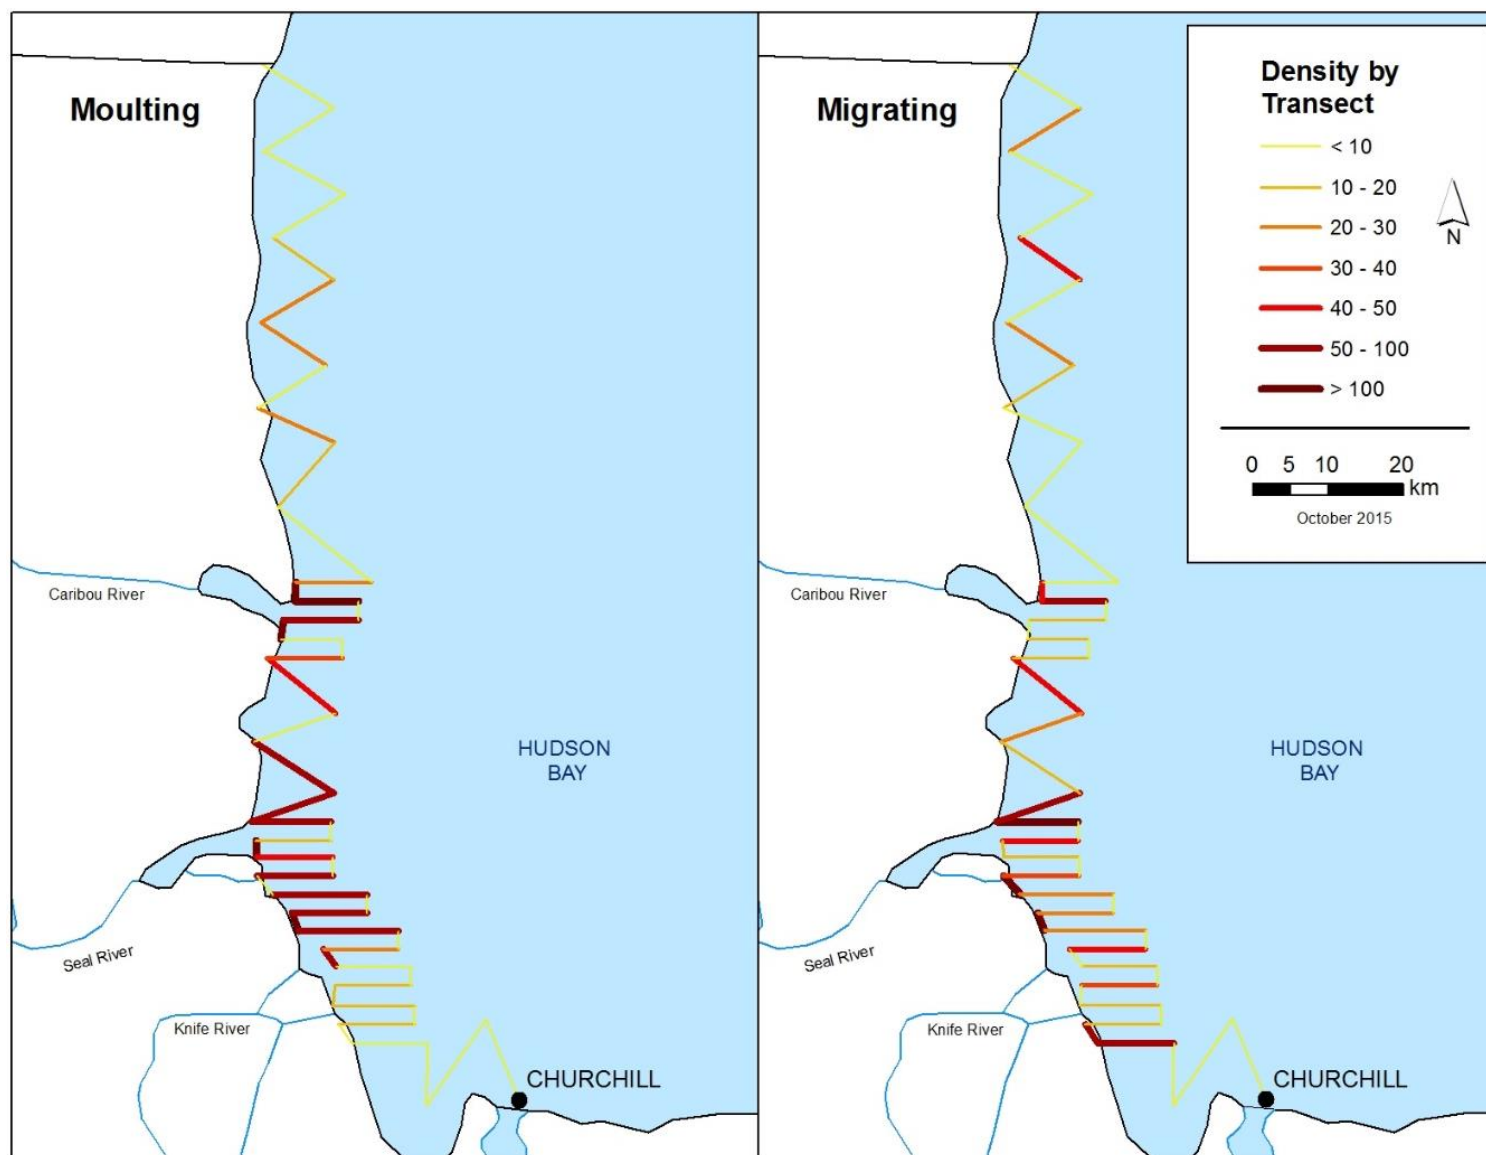 Moulting
Caribou River
HUDSON
BAY
Seal River
Knife River
CHURCHILL
Migrating
Caribou River
HUDSON
BAY
Seal River
Knife River
CHURCHILL
Density by
Transect
< 10
10 - 20
20 - 30
30 - 40
40 - 50
50 - 100
> 100
N
0 5 10 20
km
October 2015